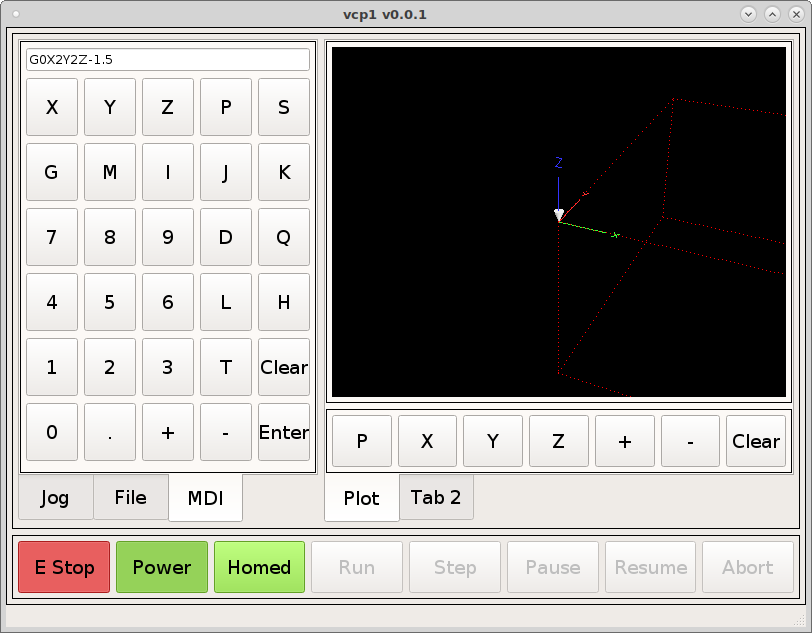 vcp1 v0.0.1
G0X2Y2Z-1.5
X Y Z P S
G M I J K
7 8 9 D Q
4 5 6 L H
1 2 3 T Clear
0 . + - Enter
Jog File MDI
Z
X
P X Y Z + - Clear
Plot Tab 2
E Stop Power Homed Run Step Pause Resume Abort